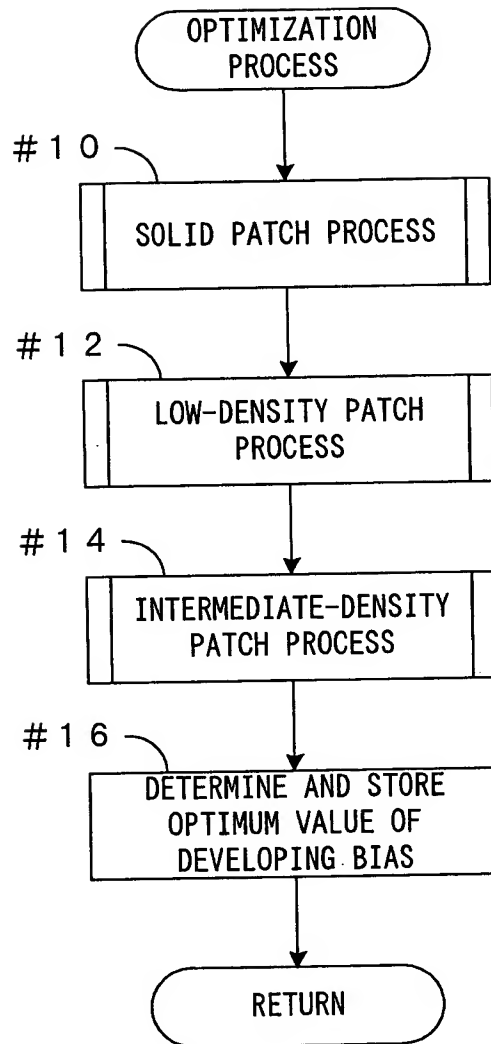 OPTIMIZATION
PROCESS
#10
SOLID PATCH PROCESS
#12
LOW-DENSITY PATCH
PROCESS
#14
INTERMEDIATE-DENSITY
PATCH PROCESS
#16
DETERMINE AND STORE
OPTIMUM VALUE OF
DEVELOPING BIAS
RETURN